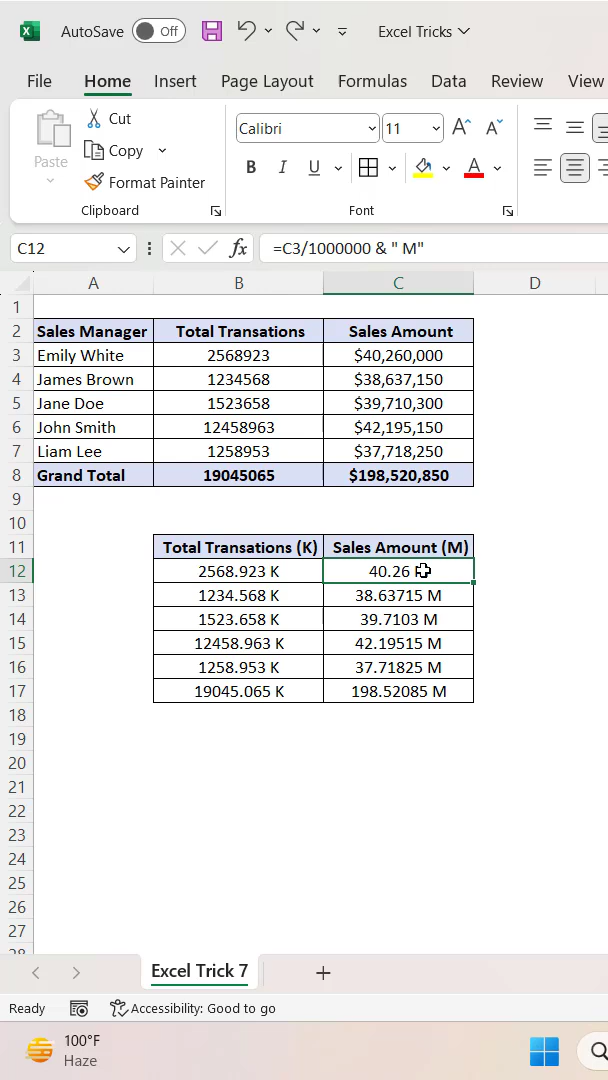 AutoSave Off Excel Tricks
File Home Insert Page Layout Formulas Data Review View
Paste Cut Copy Format Painter
Clipboard
Calibri 11
B I U A
Font
C12 fx =C3/1000000 & " M"
A B C D
1
2 Sales Manager Total Transations Sales Amount
3 Emily White 2568923 $40,260,000
4 James Brown 1234568 $38,637,150
5 Jane Doe 1523658 $39,710,300
6 John Smith 12458963 $42,195,150
7 Liam Lee 1258953 $37,718,250
8 Grand Total 19045065 $198,520,850
9
10
11 Total Transations (K) Sales Amount (M)
12 2568.923 K 40.26
13 1234.568 K 38.63715 M
14 1523.658 K 39.7103 M
15 12458.963 K 42.19515 M
16 1258.953 K 37.71825 M
17 19045.065 K 198.52085 M
18
19
20
21
22
23
24
25
26
27
Excel Trick 7
Ready Accessibility: Good to go
100°F
Haze